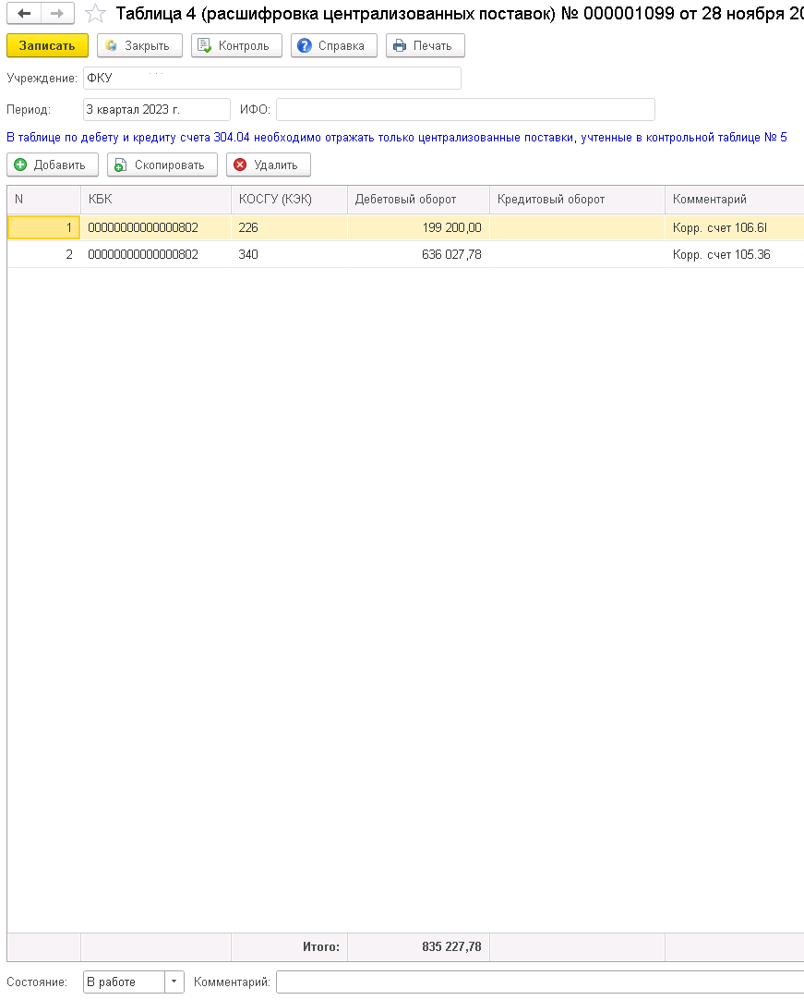 Таблица 4 (расшифровка централизованных поставок) № 000001099 от 28 ноября 20
Записать Закрыть Контроль Справка Печать
Учреждение: ФКУ
Период: 3 квартал 2023 г. ИФО:
В таблице по дебету и кредиту счета 304.04 необходимо отражать только централизованные поставки, учтенные в контрольной таблице № 5
Добавить Скопировать Удалить
N КБК КОСГУ (КЭК) Дебетовый оборот Кредитовый оборот Комментарий
1 00000000000000802 226 199 200,00 Корр. счет 106.6I
2 00000000000000802 340 636 027,78 Корр. счет 105.36
Итого: 835 227,78
Состояние: В работе Комментарий: